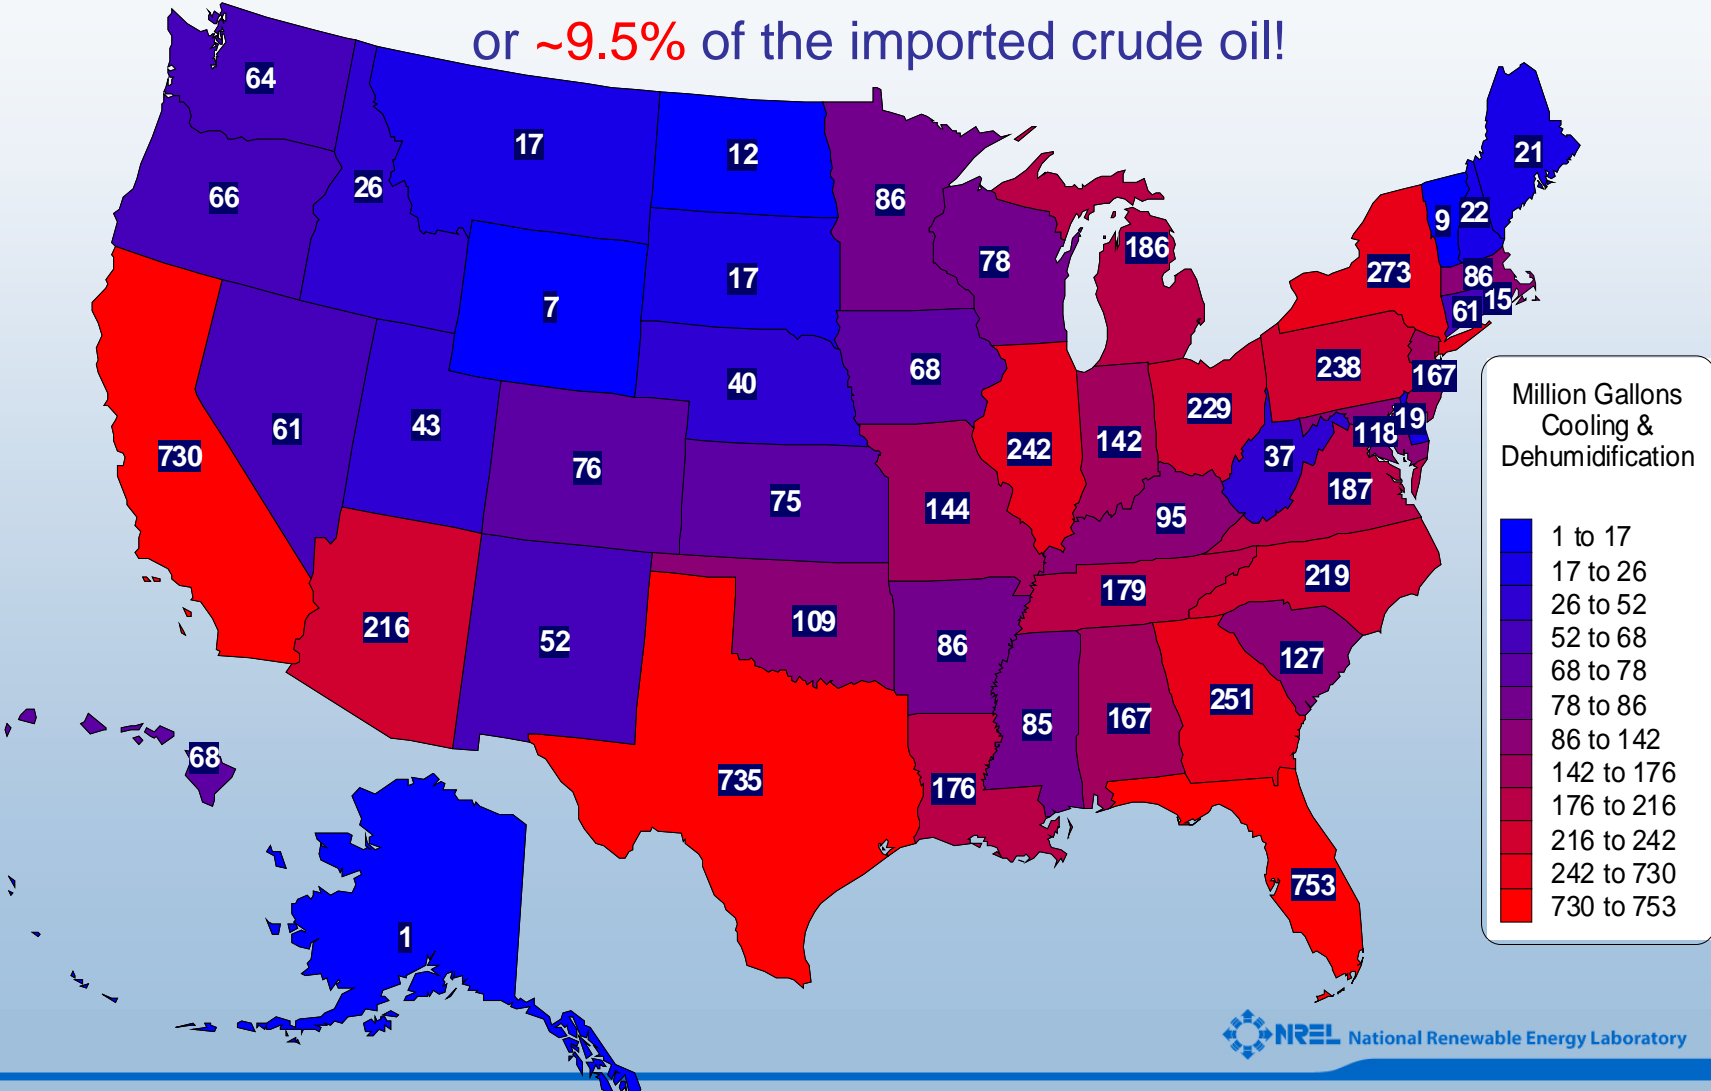 or ~9.5% of the imported crude oil!
64
17
12
21
66
26
86
9
22
78
186
273
17
86
7
15
61
68
238
40
167
229
19
61
43
118
730
142
242
37
76
187
75
144
95
219
179
109
216
86
52
127
251
85
167
68
735
176
753
1
Million Gallons
Cooling &
Dehumidification
1 to 17
17 to 26
26 to 52
52 to 68
68 to 78
78 to 86
86 to 142
142 to 176
176 to 216
216 to 242
242 to 730
730 to 753
NREL National Renewable Energy Laboratory